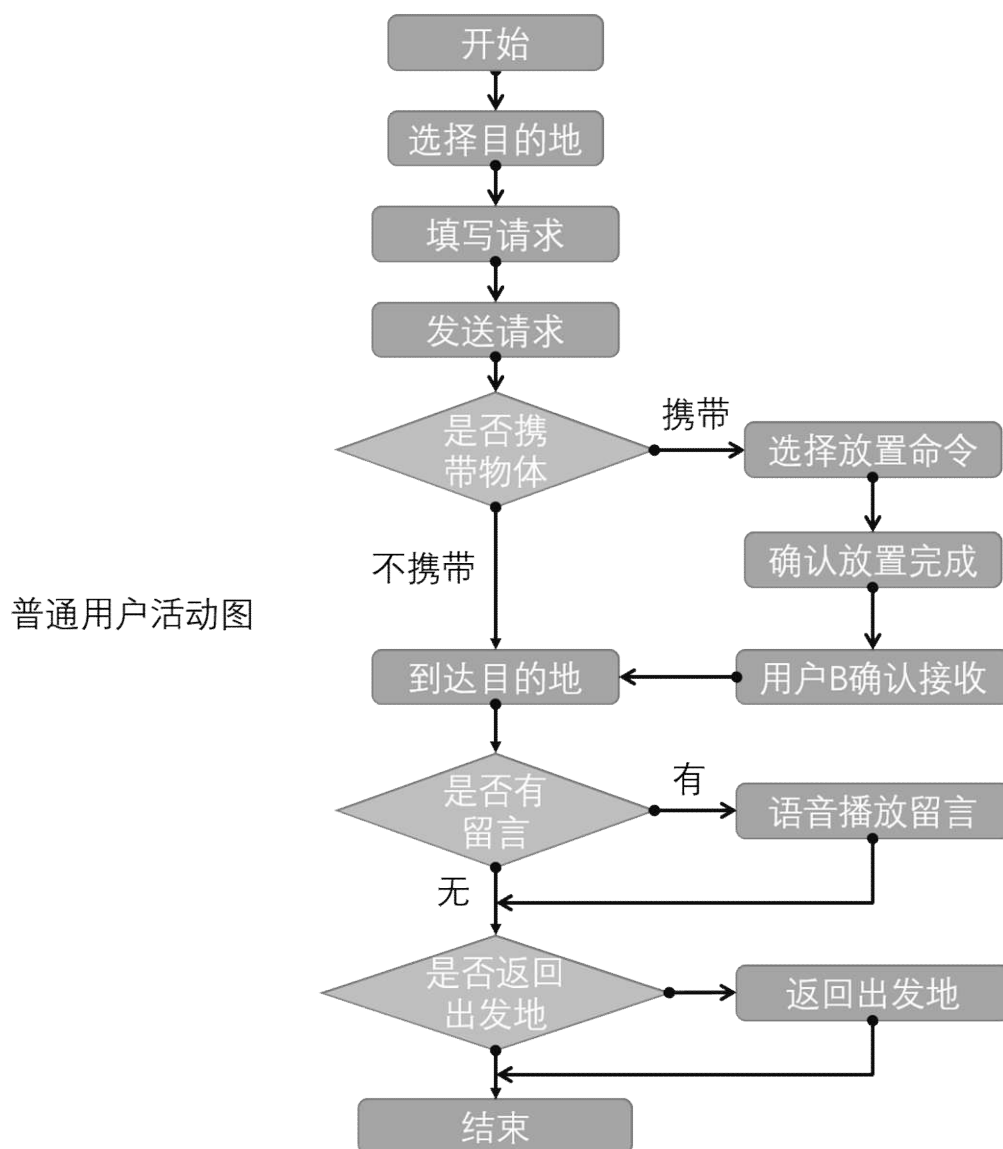 开始
选择目的地
填写请求
发送请求
是否携
带物体
携带
选择放置命令
不携带
确认放置完成
普通用户活动图
到达目的地
用户B确认接收
是否有
留言
有
语音播放留言
无
是否返回
出发地
返回出发地
结束